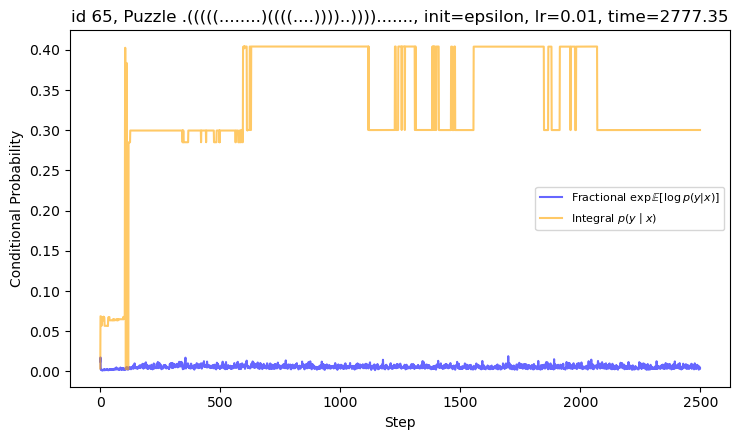 id 65, Puzzle .(((((........)((((....))))..))))......., init=epsilon, lr=0.01, time=2777.35
Conditional Probability
0.40
0.35
0.30
0.25
0.20
0.15
0.10
0.05
0.00
Fractional exp𝔼[log p(y|x)]
Integral p(y | x)
0 500 1000 1500 2000 2500
Step